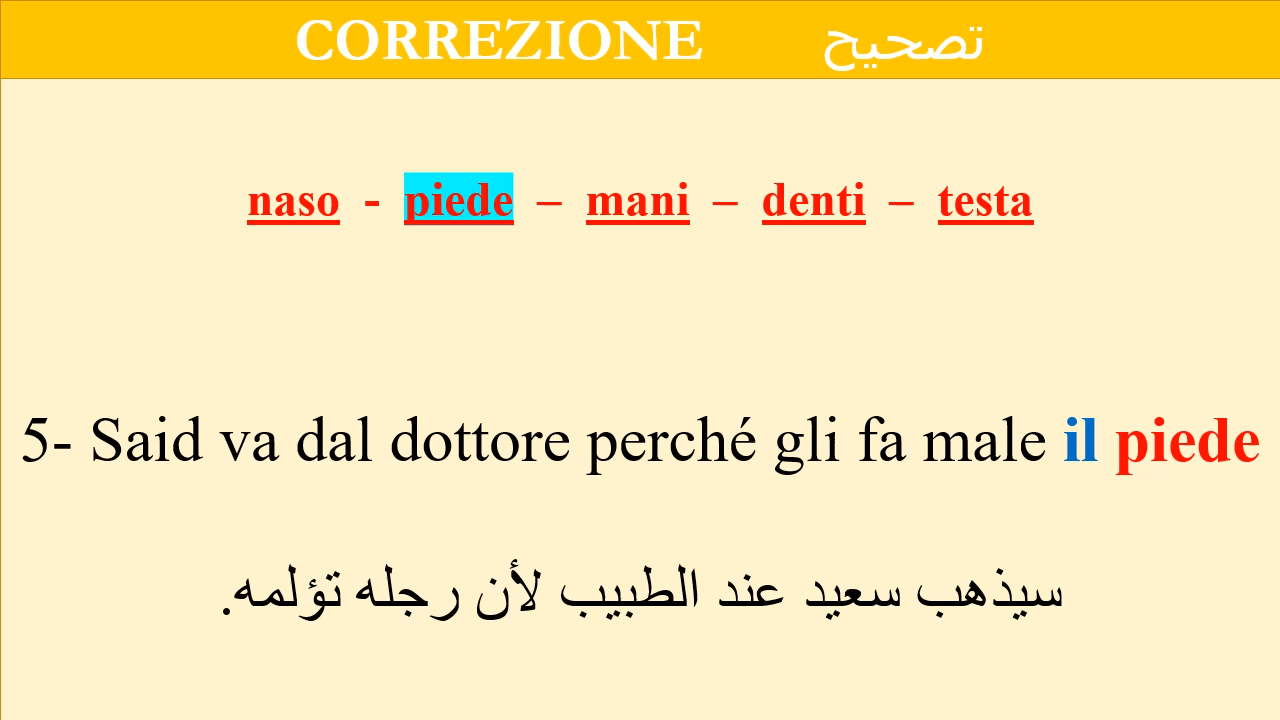 CORREZIONE تصحيح
naso - piede – mani – denti – testa
5- Said va dal dottore perché gli fa male il piede
سيذهب سعيد عند الطبيب لأن رجله تؤلمه.